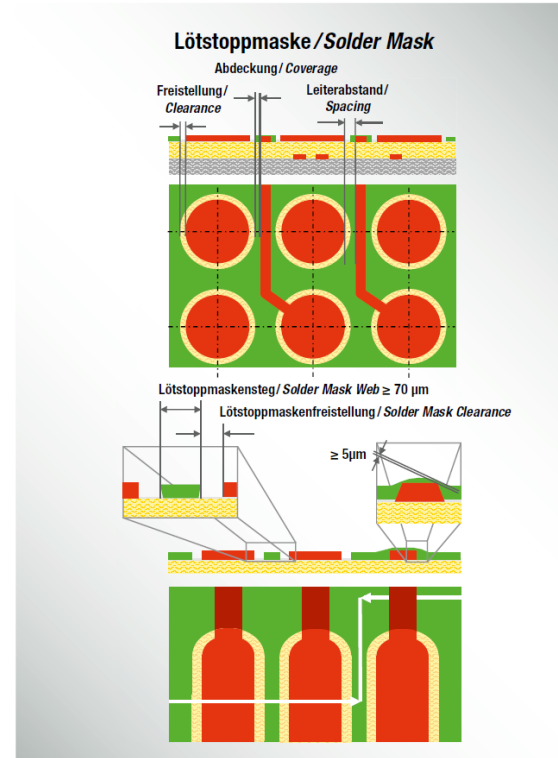 Lötstoppmaske / Solder Mask
Abdeckung / Coverage
Freistellung / Leiterabstand /
Clearance Spacing
Lötstoppmaskensteg / Solder Mask Web ≥ 70 µm
Lötstoppmaskenfreistellung / Solder Mask Clearance
≥ 5µm